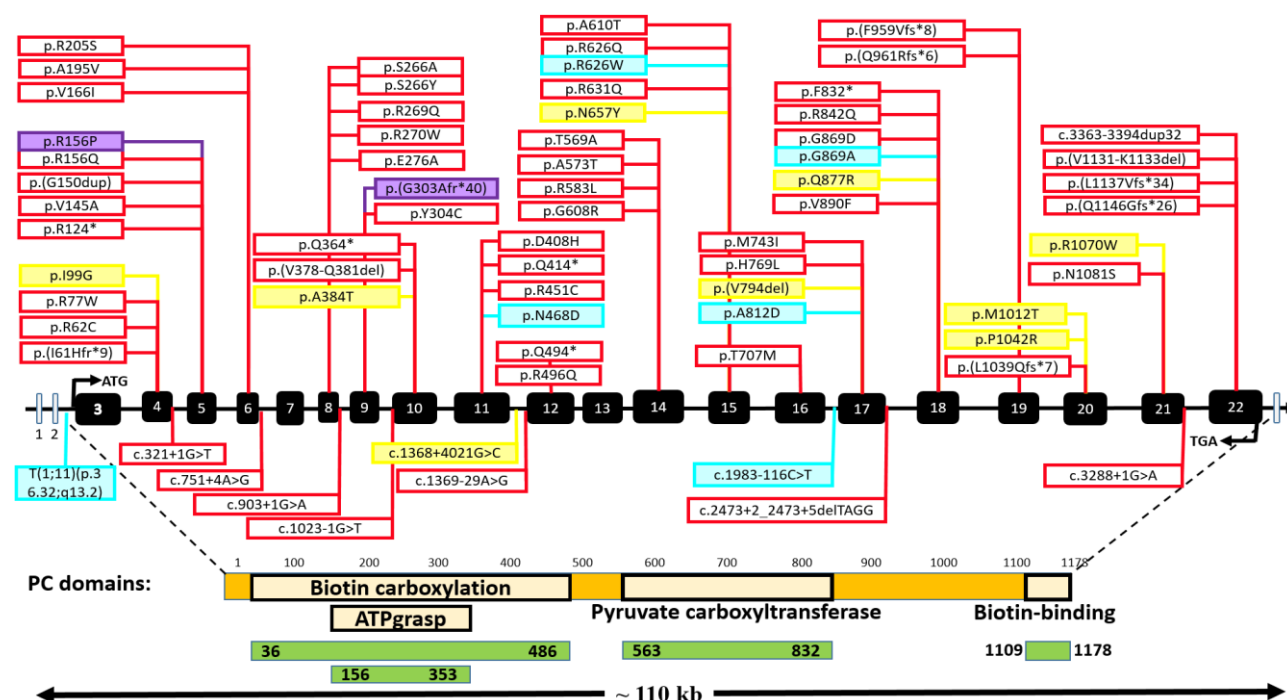 p.R205S
p.A195V
p.V166I
p.R156P
p.R156Q
p.(G150dup)
p.V145A
p.R124*
p.I99G
p.R77W
p.R62C
p.(I61Hfr*9)
p.S266A
p.S266Y
p.R269Q
p.R270W
p.E276A
p.(G303Afr*40)
p.Y304C
p.Q364*
p.(V378-Q381del)
p.A384T
p.D408H
p.Q414*
p.R451C
p.N468D
p.Q494*
p.R496Q
p.A610T
p.R626Q
p.R626W
p.R631Q
p.N657Y
p.T569A
p.A573T
p.R583L
p.G608R
p.M743I
p.H769L
p.(V794del)
p.A812D
p.T707M
p.(F959Vfs*8)
p.(Q961Rfs*6)
p.F832*
p.R842Q
p.G869D
p.G869A
p.Q877R
p.V890F
c.3363-3394dup32
p.(V1131-K1133del)
p.(L1137Vfs*34)
p.(Q1146Gfs*26)
p.R1070W
p.N1081S
p.M1012T
p.P1042R
p.(L1039Qfs*7)
ATG
1 2 3 4 5 6 7 8 9 10 11 12 13 14 15 16 17 18 19 20 21 22
TGA
T(1;11)(p.3
6.32;q13.2)
c.321+1G>T
c.751+4A>G
c.903+1G>A
c.1023-1G>T
c.1368+4021G>C
c.1369-29A>G
c.1983-116C>T
c.2473+2_2473+5delTAGG
c.3288+1G>A
1 100 200 300 400 500 600 700 800 900 1000 1100 1178
PC domains:
Biotin carboxylation
ATPgrasp
Pyruvate carboxyltransferase
Biotin-binding
36 486
563 832
1109 1178
156 353
~ 110 kb